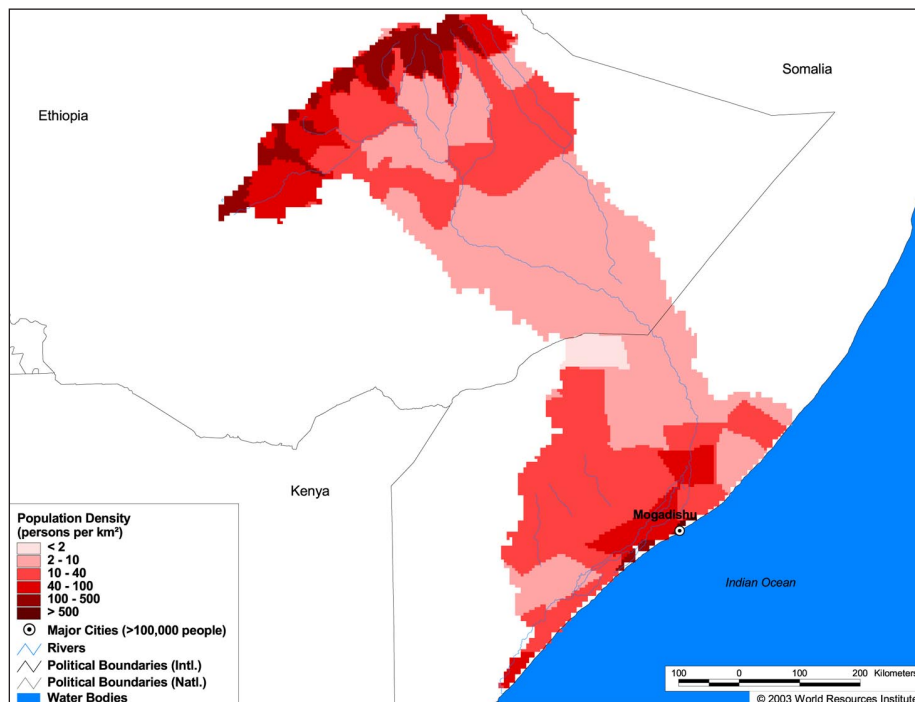 Somalia
Ethiopia
Kenya
Mogadishu
Indian Ocean
Population Density
(persons per km²)
< 2
2 - 10
10 - 40
40 - 100
100 - 500
> 500
Major Cities (>100,000 people)
Rivers
Political Boundaries (Intl.)
Political Boundaries (Natl.)
Water Bodies
100 0 100 200 Kilometers
© 2003 World Resources Institute